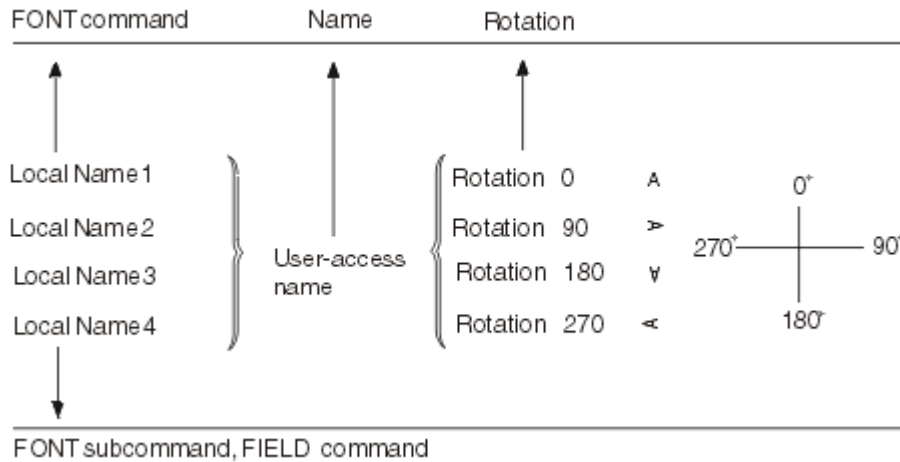 FONT command Name Rotation
Local Name 1 Rotation 0 A
0+
Local Name 2 Rotation 90 A
User-access
name
270+ 90+
Local Name 3 Rotation 180 A
Local Name 4 Rotation 270 A
180+
FONT subcommand, FIELD command